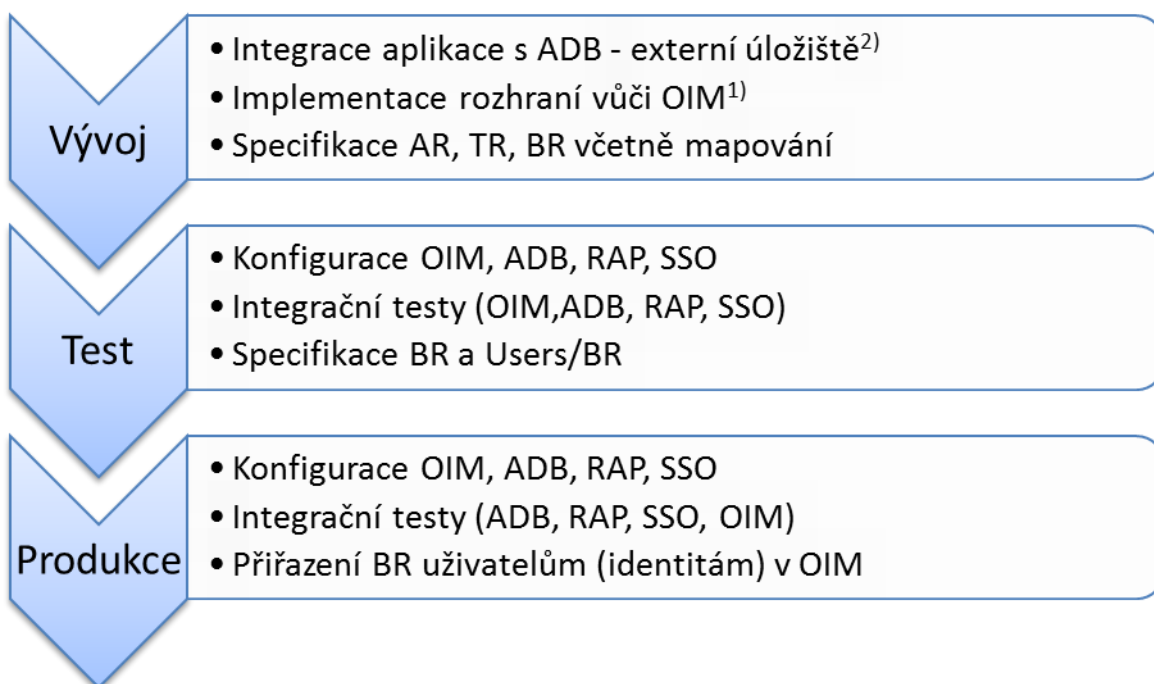 Vývoj
• Integrace aplikace s ADB - externí úložiště2)
• Implementace rozhraní vůči OIM1)
• Specifikace AR, TR, BR včetně mapování
Test
• Konfigurace OIM, ADB, RAP, SSO
• Integrační testy (OIM,ADB, RAP, SSO)
• Specifikace BR a Users/BR
Produkce
• Konfigurace OIM, ADB, RAP, SSO
• Integrační testy (ADB, RAP, SSO, OIM)
• Přiřazení BR uživatelům (identitám) v OIM